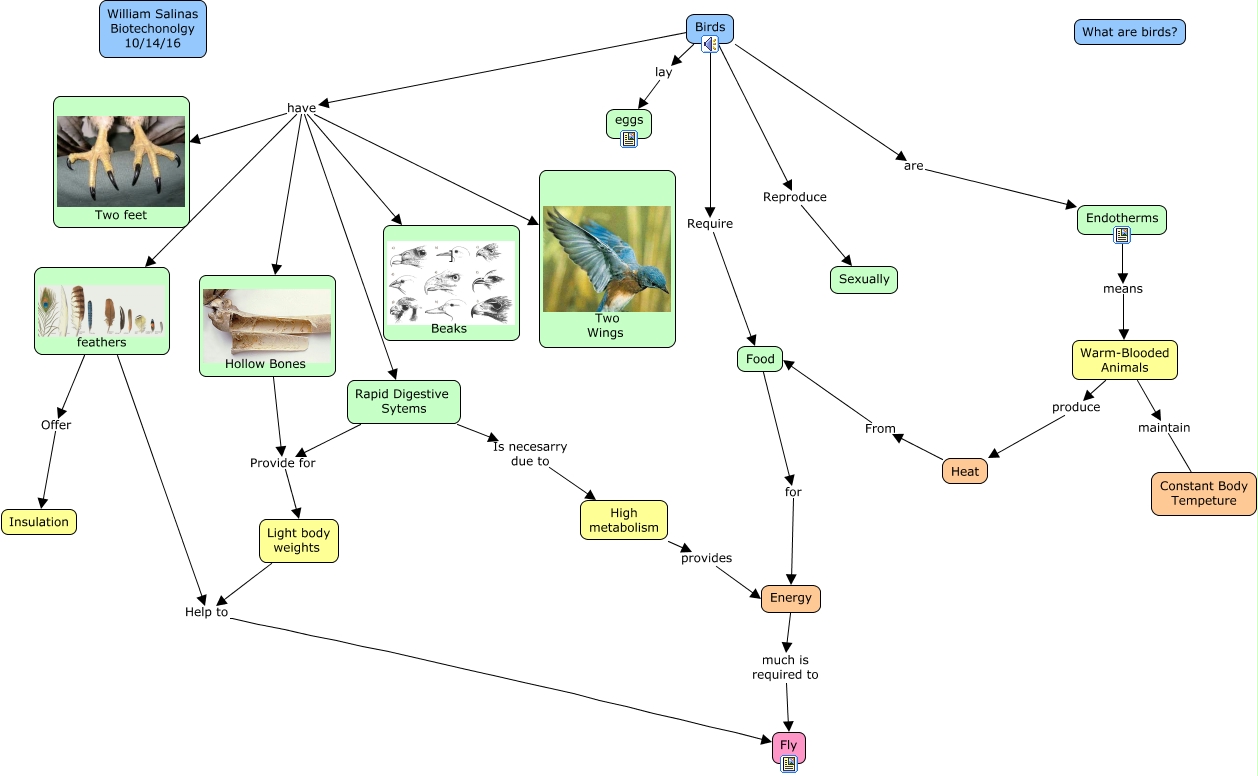 William Salinas
Biotechonolgy
10/14/16
Birds
What are birds?
lay
have
eggs
are
Two feet
Reproduce
Require
Endotherms
Sexually
means
Two
Wings
Beaks
feathers
Hollow Bones
Food
Warm-Blooded
Animals
Rapid Digestive
Sytems
produce
Offer
From
maintain
Is necesarry
due to
Provide for
Heat
Constant Body
Tempeture
for
Insulation
High
metabolism
Light body
weights
provides
Energy
Help to
much is
required to
Fly